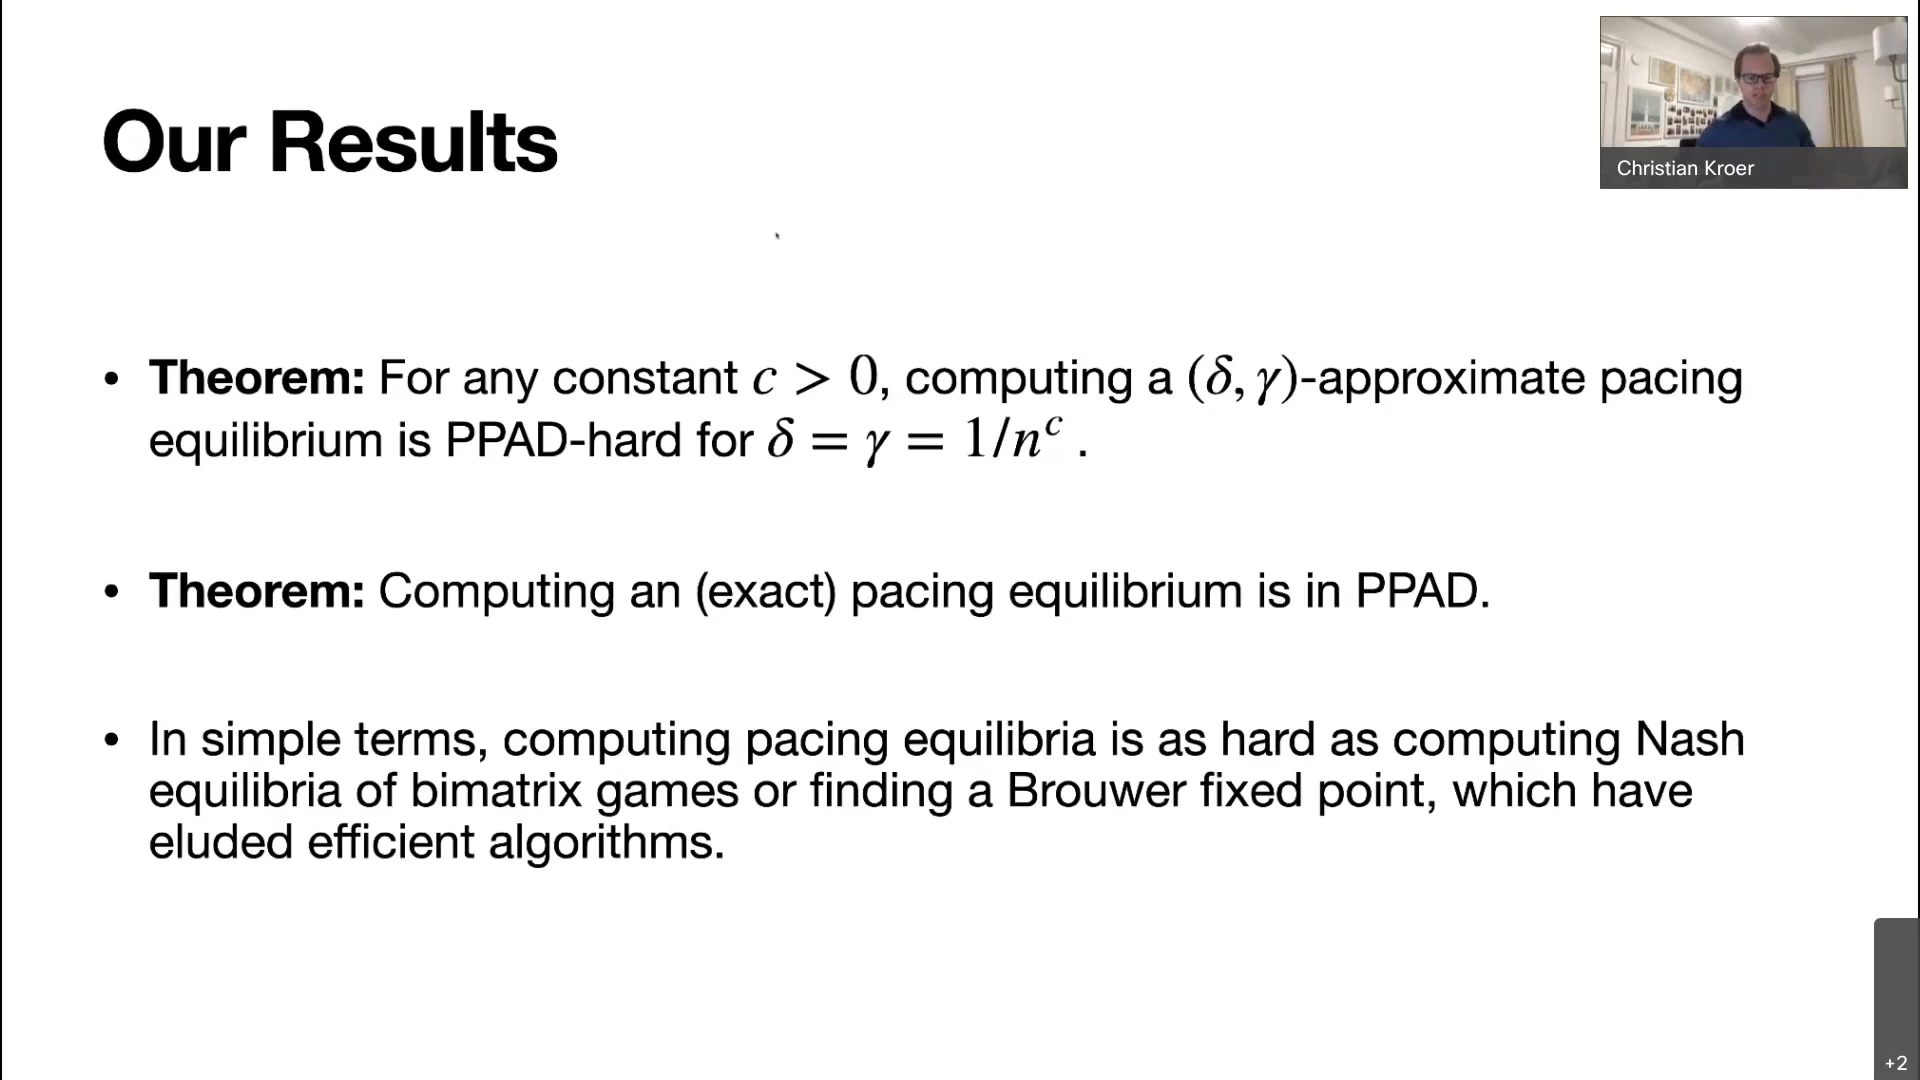 Our Results
Christian Kroer
• Theorem: For any constant c > 0, computing a (δ, γ)-approximate pacing
equilibrium is PPAD-hard for δ = γ = 1/n^c .
• Theorem: Computing an (exact) pacing equilibrium is in PPAD.
• In simple terms, computing pacing equilibria is as hard as computing Nash
equilibria of bimatrix games or finding a Brouwer fixed point, which have
eluded efficient algorithms.
+2